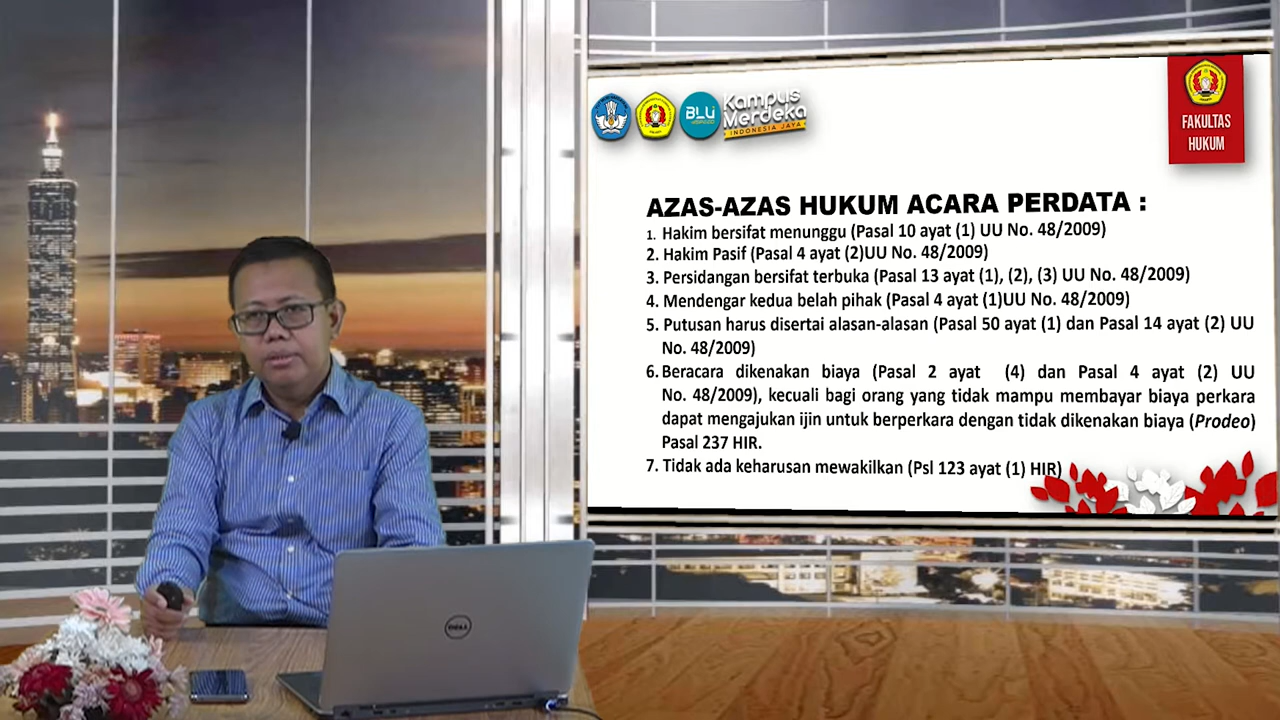 BLU
Kampus
Merdeka
INDONESIA JAYA
FAKULTAS
HUKUM
AZAS-AZAS HUKUM ACARA PERDATA :
1. Hakim bersifat menunggu (Pasal 10 ayat (1) UU No. 48/2009)
2. Hakim Pasif (Pasal 4 ayat (2)UU No. 48/2009)
3. Persidangan bersifat terbuka (Pasal 13 ayat (1), (2), (3) UU No. 48/2009)
4. Mendengar kedua belah pihak (Pasal 4 ayat (1)UU No. 48/2009)
5. Putusan harus disertai alasan-alasan (Pasal 50 ayat (1) dan Pasal 14 ayat (2) UU
No. 48/2009)
6. Beracara dikenakan biaya (Pasal 2 ayat (4) dan Pasal 4 ayat (2) UU
No. 48/2009), kecuali bagi orang yang tidak mampu membayar biaya perkara
dapat mengajukan ijin untuk berperkara dengan tidak dikenakan biaya (Prodeo)
Pasal 237 HIR.
7. Tidak ada keharusan mewakilkan (Psl 123 ayat (1) HIR)
DELL